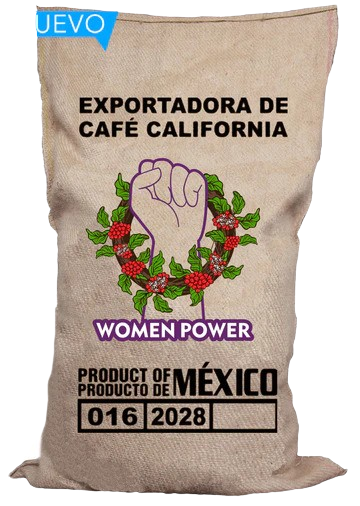 UEVO
EXPORTADORA DE
CAFÉ CALIFORNIA
WOMEN POWER
PRODUCT OF
PRODUCTO DE MÉXICO
016 2028